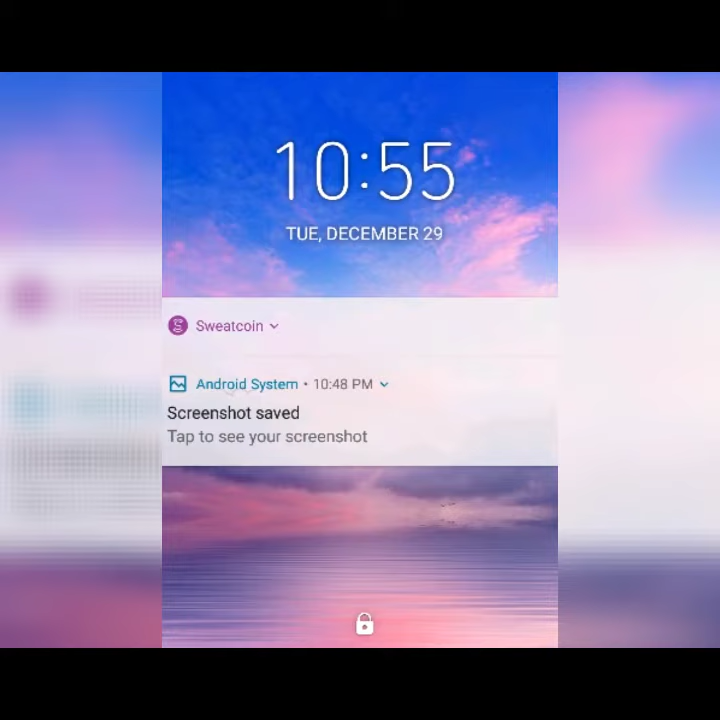 10:55
TUE, DECEMBER 29
Sweatcoin
Android System • 10:48 PM
Screenshot saved
Tap to see your screenshot